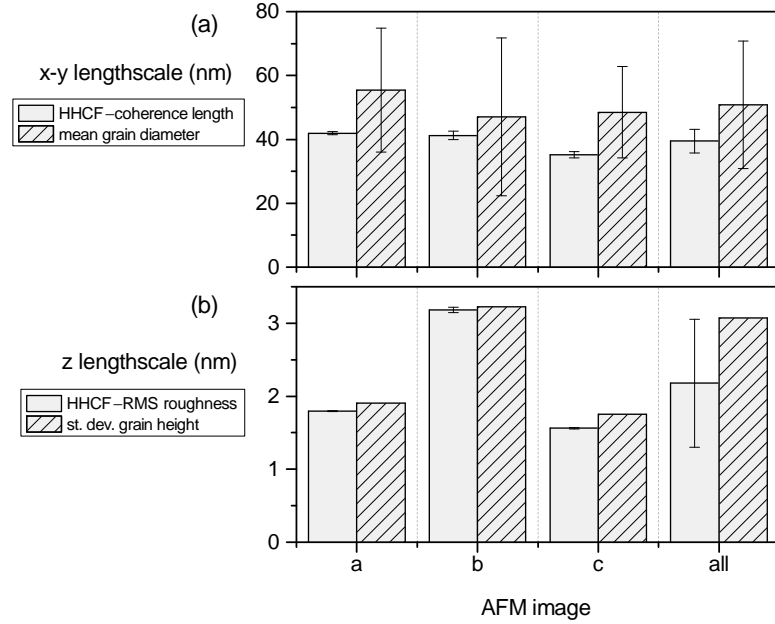 (a)
x-y lengthscale (nm)
HHCF–coherence length
mean grain diameter
80
60
40
20
0
(b)
z lengthscale (nm)
HHCF–RMS roughness
st. dev. grain height
3
2
1
0
a b c all
AFM image